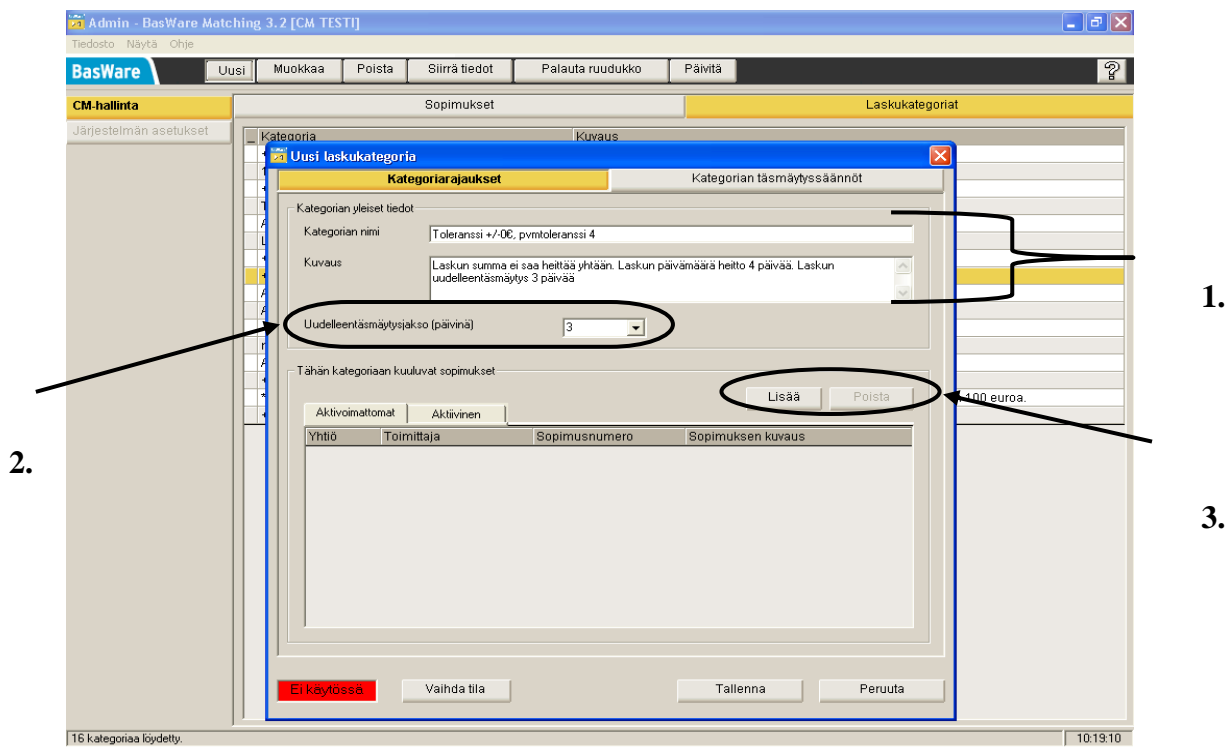 Admin - BasWare Matching 3.2 [CM TESTI]
Tiedosto Näytä Ohje
BasWare Uusi Muokkaa Poista Siirrä tiedot Palauta ruudukko Päivitä
CM-hallinta Sopimukset Laskukategoriat
Järjestelmän asetukset
Kategoria Kuvaus
Uusi laskukategoria
Kategoriarajaukset Kategorian täsmäytyssäännöt
Kategorian yleiset tiedot
Kategorian nimi Toleranssi +/-0€, pvmtoleranssi 4
Kuvaus Laskun summa ei saa heittää yhtään. Laskun päivämäärä heitto 4 päivää. Laskun
uudelleentäsmäytys 3 päivää
1.
Uudelleentäsmäytysjakso (päivinä) 3
Tähän kategoriaan kuuluvat sopimukset
Lisää Poista
100 euroa.
Aktivoimattomat Aktiivinen
Yhtiö Toimittaja Sopimusnumero Sopimuksen kuvaus
2.
3.
Ei käytössä Vaihda tila Tallenna Peruuta
16 kategoriaa löydetty. 10:19:10